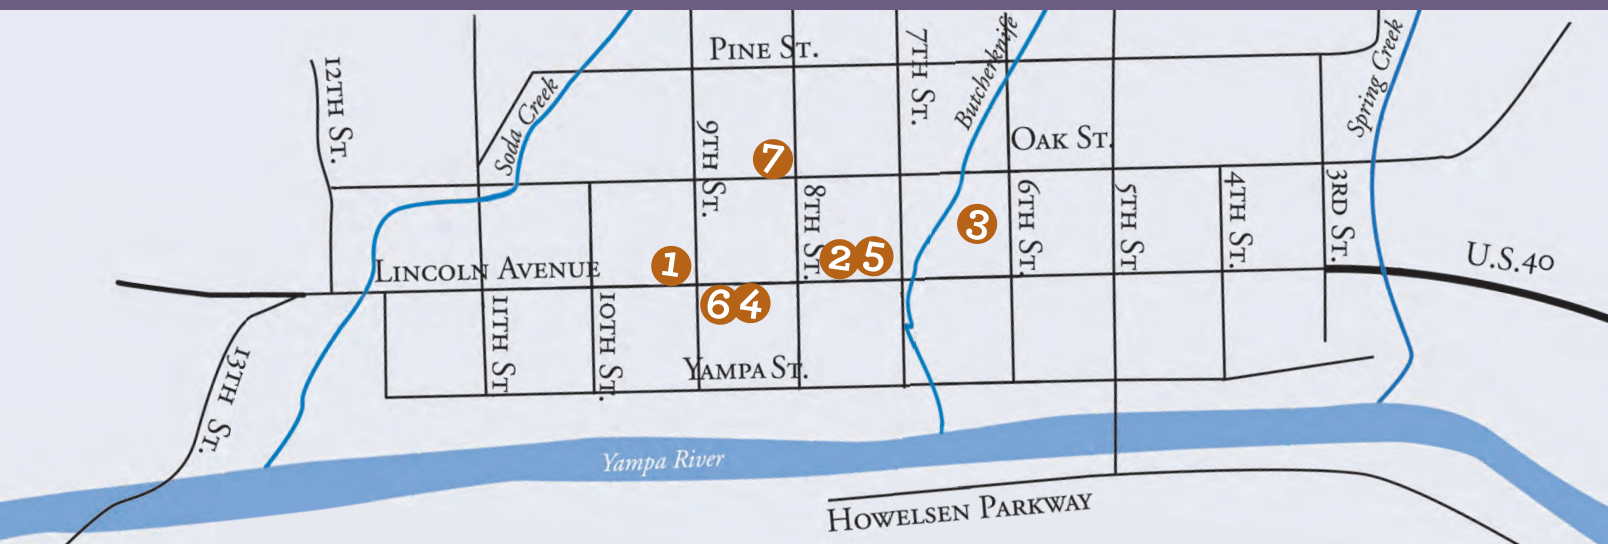 Pine St.
12th St.
Soda Creek
9th St.
7th St.
Butcherknife
Oak St.
Spring Creek
7
8th St.
3
6th St.
5th St
4th St.
3rd St.
U.S.40
Lincoln Avenue
1
2
5
6
4
11th St.
10th St.
13th St.
Yampa St.
Yampa River
Howelsen Parkway